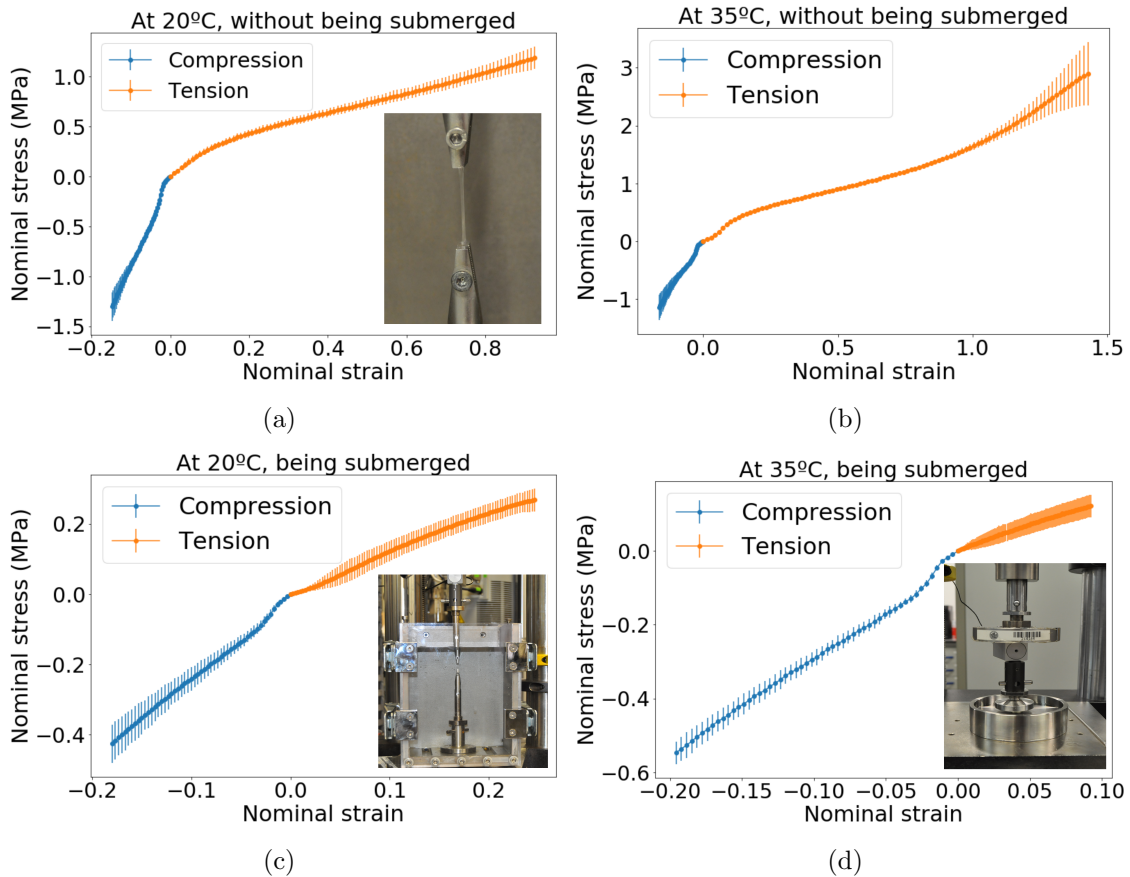 At 20ºC, without being submerged
Compression
Tension
1.0
0.5
0.0
−0.5
−1.0
−1.5
Nominal stress (MPa)
−0.2 0.0 0.2 0.4 0.6 0.8
Nominal strain
(a)
At 35ºC, without being submerged
Compression
Tension
3
2
1
0
−1
Nominal stress (MPa)
0.0 0.5 1.0 1.5
Nominal strain
(b)
At 20ºC, being submerged
Compression
Tension
0.2
0.0
−0.2
−0.4
Nominal stress (MPa)
−0.2 −0.1 0.0 0.1 0.2
Nominal strain
(c)
At 35ºC, being submerged
Compression
Tension
0.0
−0.2
−0.4
−0.6
Nominal stress (MPa)
−0.20 −0.15 −0.10 −0.05 0.00 0.05 0.10
Nominal strain
(d)